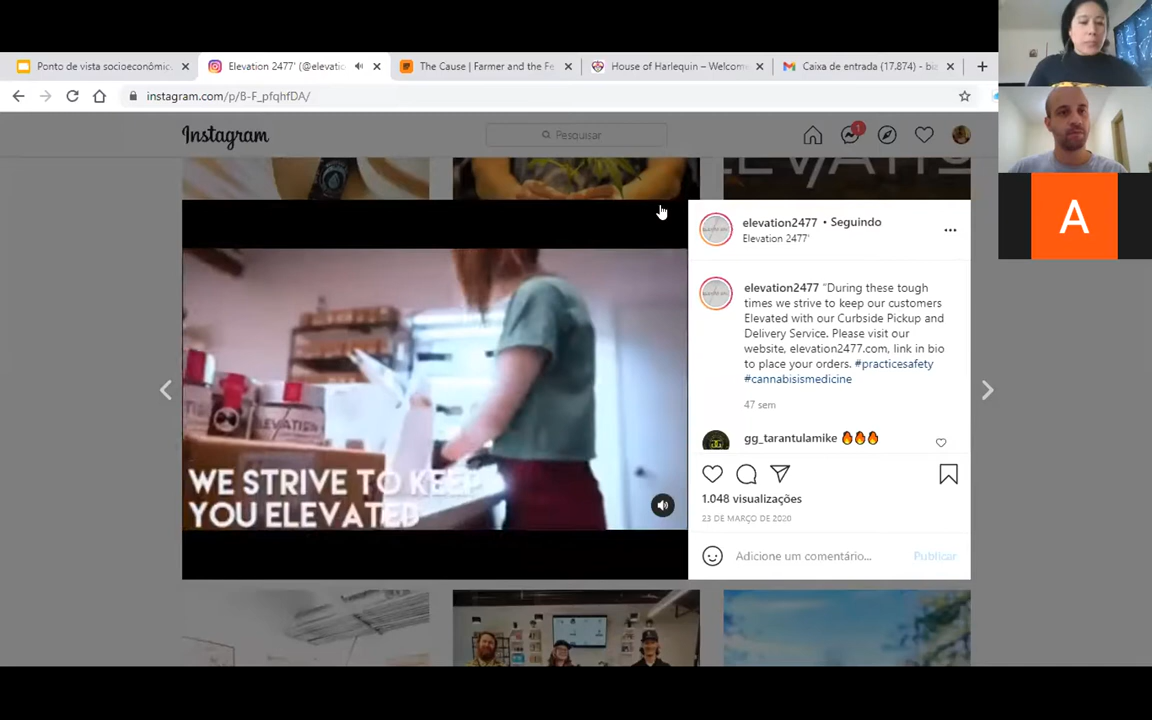 Ponto de vista socioeconômic
Elevation 2477' (@elevatio
The Cause | Farmer and the Fe
House of Harlequin – Welcome
Caixa de entrada (17.874) - bi
instagram.com/p/B-F_pfqhfDA/
Instagram
Pesquisar
1
elevation2477 • Seguindo
Elevation 2477'
elevation2477 "During these tough
times we strive to keep our customers
Elevated with our Curbside Pickup and
Delivery Service. Please visit our
website, elevation2477.com, link in bio
to place your orders. #practicesafety
#cannabisismedicine
47 sem
gg_tarantulamike 🔥🔥🔥
WE STRIVE TO KEEP
YOU ELEVATED
1.048 visualizações
23 DE MARÇO DE 2020
Adicione um comentário...
Publicar
A